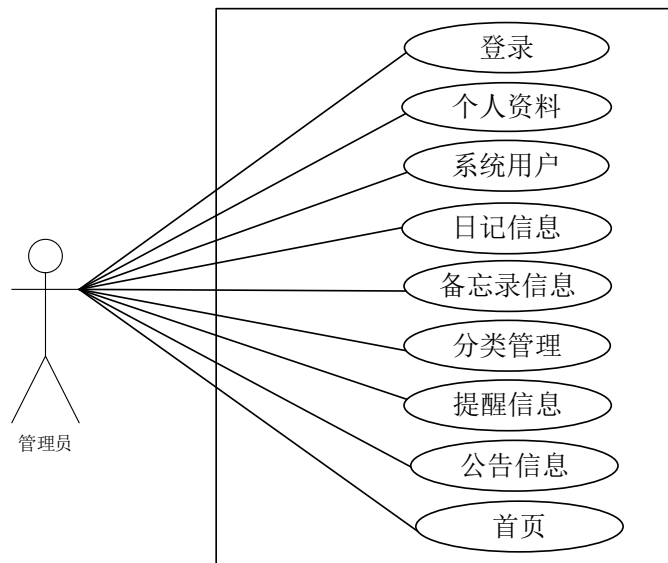 登录
个人资料
系统用户
日记信息
备忘录信息
分类管理
提醒信息
公告信息
首页
管理员